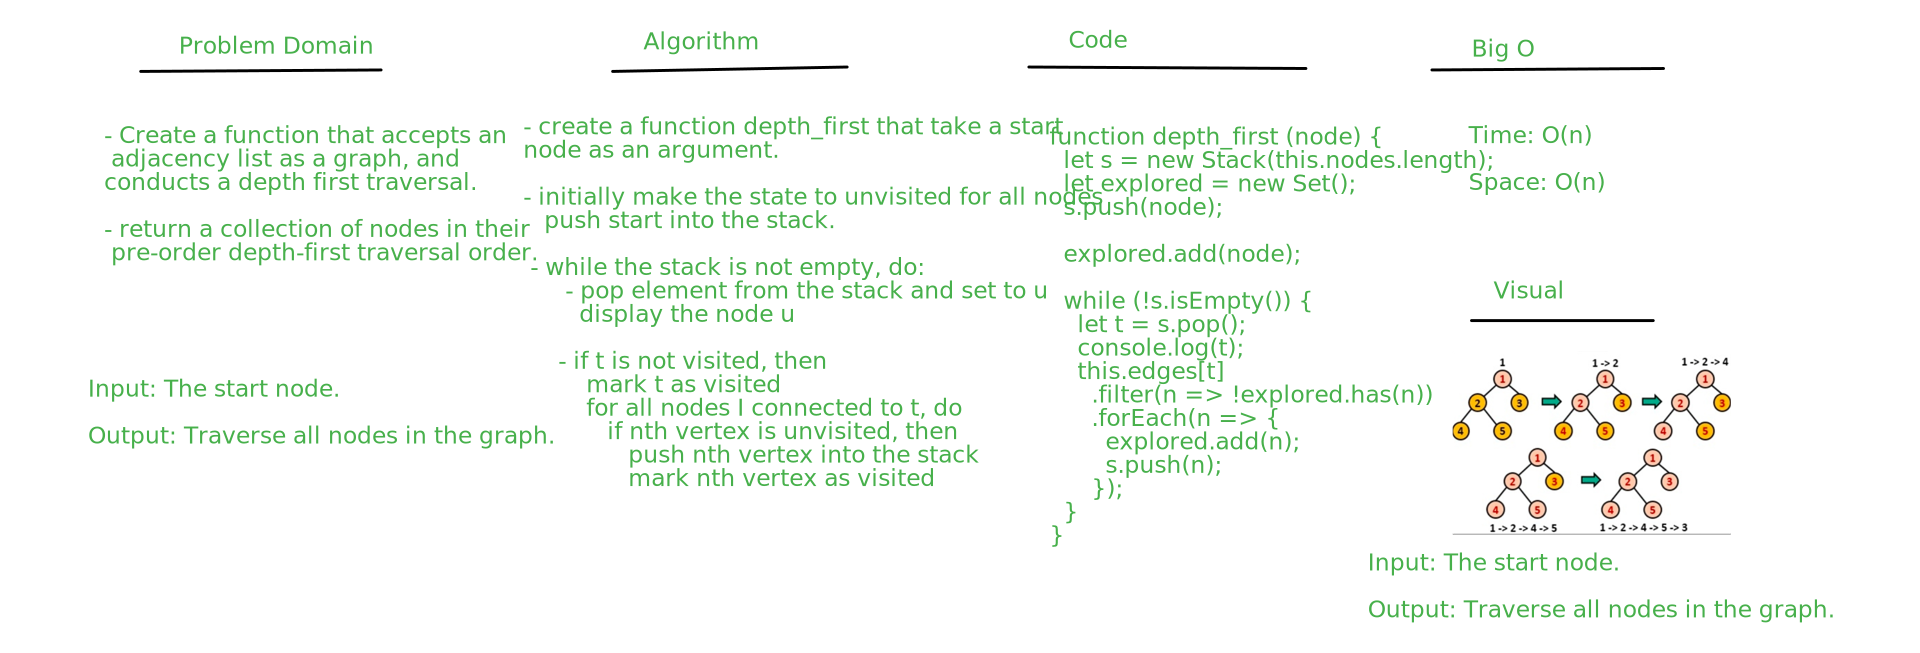 Problem Domain
- Create a function that accepts an
adjacency list as a graph, and
conducts a depth first traversal.
- return a collection of nodes in their
pre-order depth-first traversal order.
Input: The start node.
Output: Traverse all nodes in the graph.
Algorithm
- create a function depth_first that take a start
node as an argument.
- initially make the state to unvisited for all nodes
push start into the stack.
- while the stack is not empty, do:
- pop element from the stack and set to u
display the node u
- if t is not visited, then
mark t as visited
for all nodes I connected to t, do
if nth vertex is unvisited, then
push nth vertex into the stack
mark nth vertex as visited
Code
function depth_first (node) {
let s = new Stack(this.nodes.length);
let explored = new Set();
s.push(node);
explored.add(node);
while (!s.isEmpty()) {
let t = s.pop();
console.log(t);
this.edges[t]
.filter(n => !explored.has(n))
.forEach(n => {
explored.add(n);
s.push(n);
});
}
}
Big O
Time: O(n)
Space: O(n)
Visual
1
1 -> 2
1 -> 2 -> 4
1
1
1
2
3
2
3
2
3
4
5
4
5
4
5
1
1
2
3
2
3
4
5
4
5
1 -> 2 -> 4 -> 5
1 -> 2 -> 4 -> 5 -> 3
Input: The start node.
Output: Traverse all nodes in the graph.